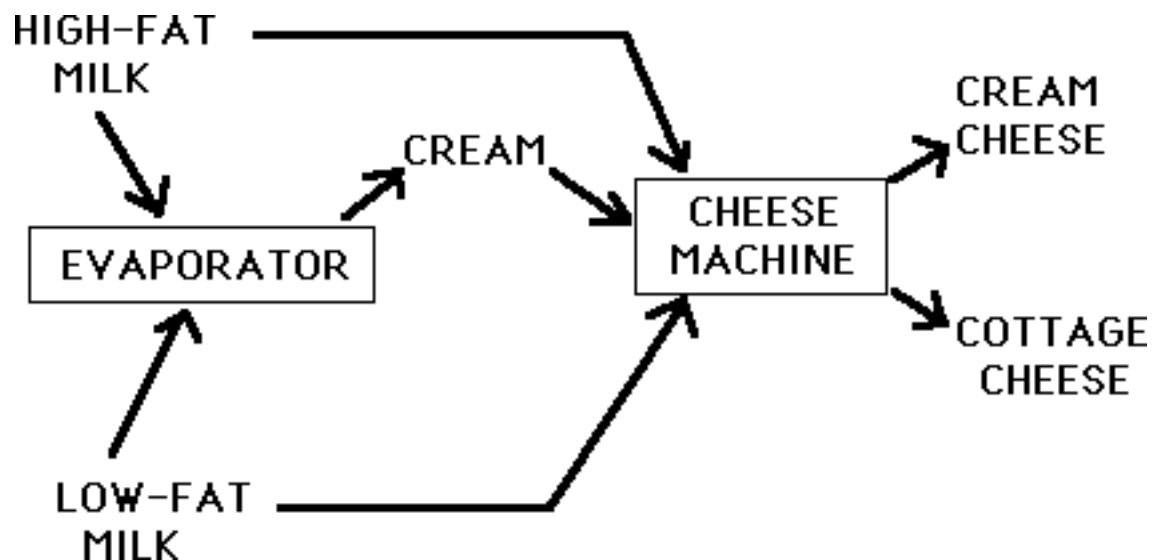 HIGH-FAT
MILK
CREAM
CHEESE
CREAM
CHEESE
MACHINE
EVAPORATOR
COTTAGE
CHEESE
LOW-FAT
MILK